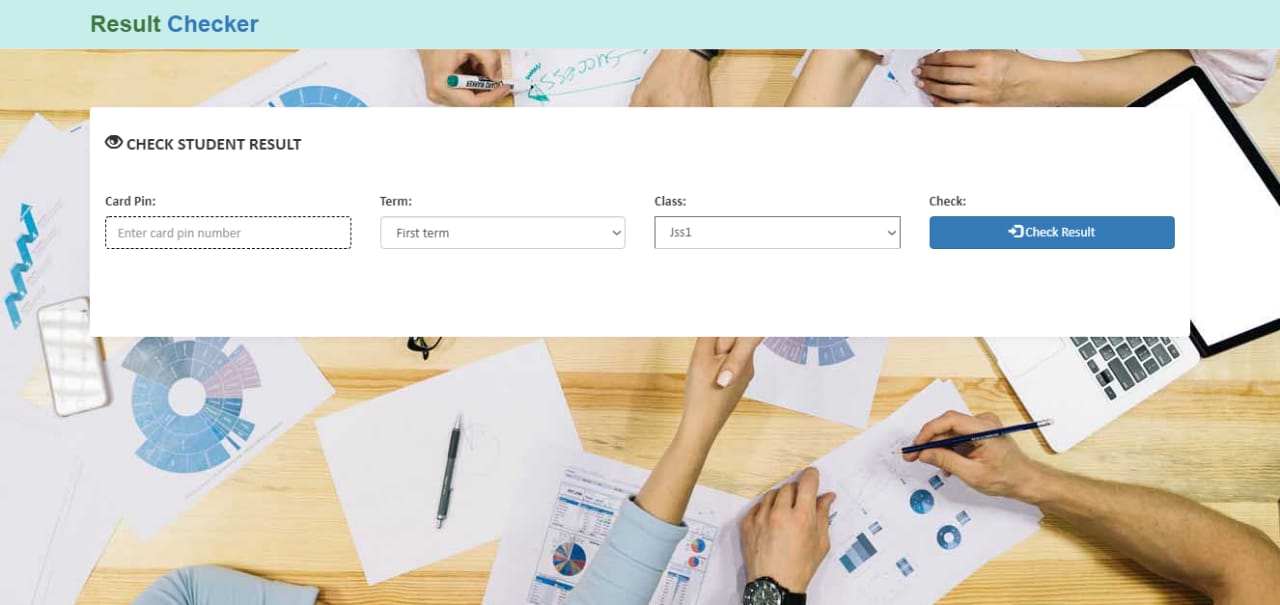 Result Checker
success
CHECK STUDENT RESULT
Card Pin: Term: Class: Check:
Enter card pin number First term Jss1 Check Result